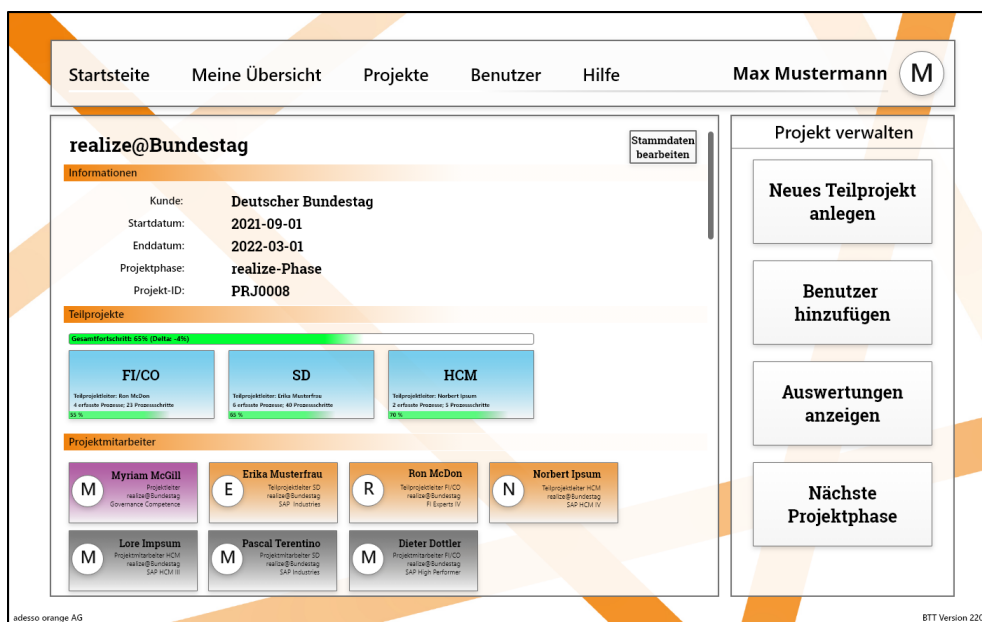 Startsteite Meine Übersicht Projekte Benutzer Hilfe Max Mustermann M
realize@Bundestag
Stammdaten
bearbeiten
Informationen
Kunde: Deutscher Bundestag
Startdatum: 2021-09-01
Enddatum: 2022-03-01
Projektphase: realize-Phase
Projekt-ID: PRJ0008
Teilprojekte
Gesamtfortschritt: 65% (Delta: -4%)
FI/CO
Teilprojektleiter: Ron McDon
4 erfasste Prozesse; 23 Prozessschritte
55 %
SD
Teilprojektleiter: Erika Musterfrau
6 erfasste Prozesse; 40 Prozessschritte
65 %
HCM
Teilprojektleiter: Norbert Ipsum
2 erfasste Prozesse; 5 Prozessschritte
70 %
Projektmitarbeiter
M
Myriam McGill
Projektleiter
realize@Bundestag
Governance Competence
E
Erika Musterfrau
Teilprojektleiter SD
realize@Bundestag
SAP Industries
R
Ron McDon
Teilprojektleiter FI/CO
realize@Bundestag
FI Experts IV
N
Norbert Ipsum
Teilprojektleiter HCM
realize@Bundestag
SAP HCM IV
M
Lore Impsum
Projektmitarbeiter HCM
realize@Bundestag
SAP HCM III
M
Pascal Terentino
Projektmitarbeiter SD
realize@Bundestag
SAP Industries
M
Dieter Dottler
Projektmitarbeiter FI/CO
realize@Bundestag
SAP High Performer
Projekt verwalten
Neues Teilprojekt
anlegen
Benutzer
hinzufügen
Auswertungen
anzeigen
Nächste
Projektphase
adesso orange AG
BTT Version 220